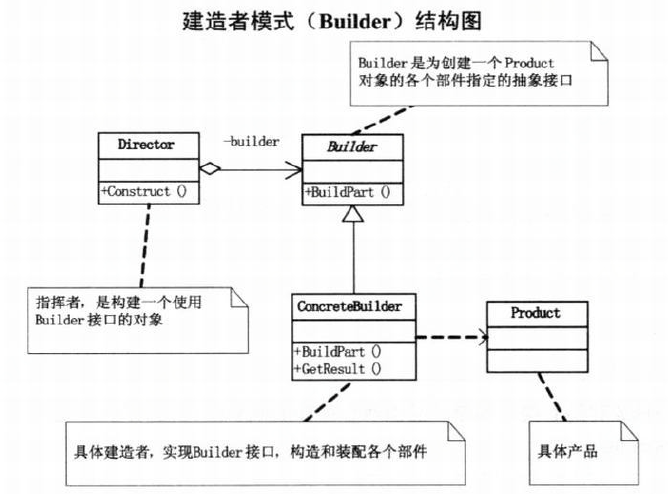 建造者模式（Builder）结构图
Builder是为创建一个Product
对象的各个部件指定的抽象接口
Director
-builder
Builder
+Construct()
+BuildPart()
指挥者，是构建一个使用
Builder接口的对象
ConcreteBuilder
Product
+BuildPart()
+GetResult()
具体建造者，实现Builder接口，构造和装配各个部件
具体产品